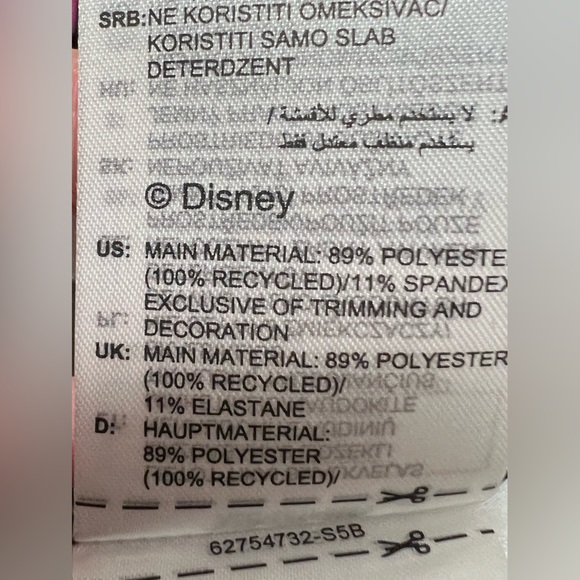 SRB:NE KORISTITI OMEKSIVAC/
KORISTITI SAMO SLAB
DETERDZENT
لا يستخدم مطري للأقمشة /
يستخدم منظف معتدل فقط
© Disney
US: MAIN MATERIAL: 89% POLYESTE
(100% RECYCLED)/11% SPANDEX
EXCLUSIVE OF TRIMMING AND
DECORATION
UK: MAIN MATERIAL: 89% POLYESTER
(100% RECYCLED)/
11% ELASTANE
D: HAUPTMATERIAL:
89% POLYESTER
(100% RECYCLED)/
62754732-S5B